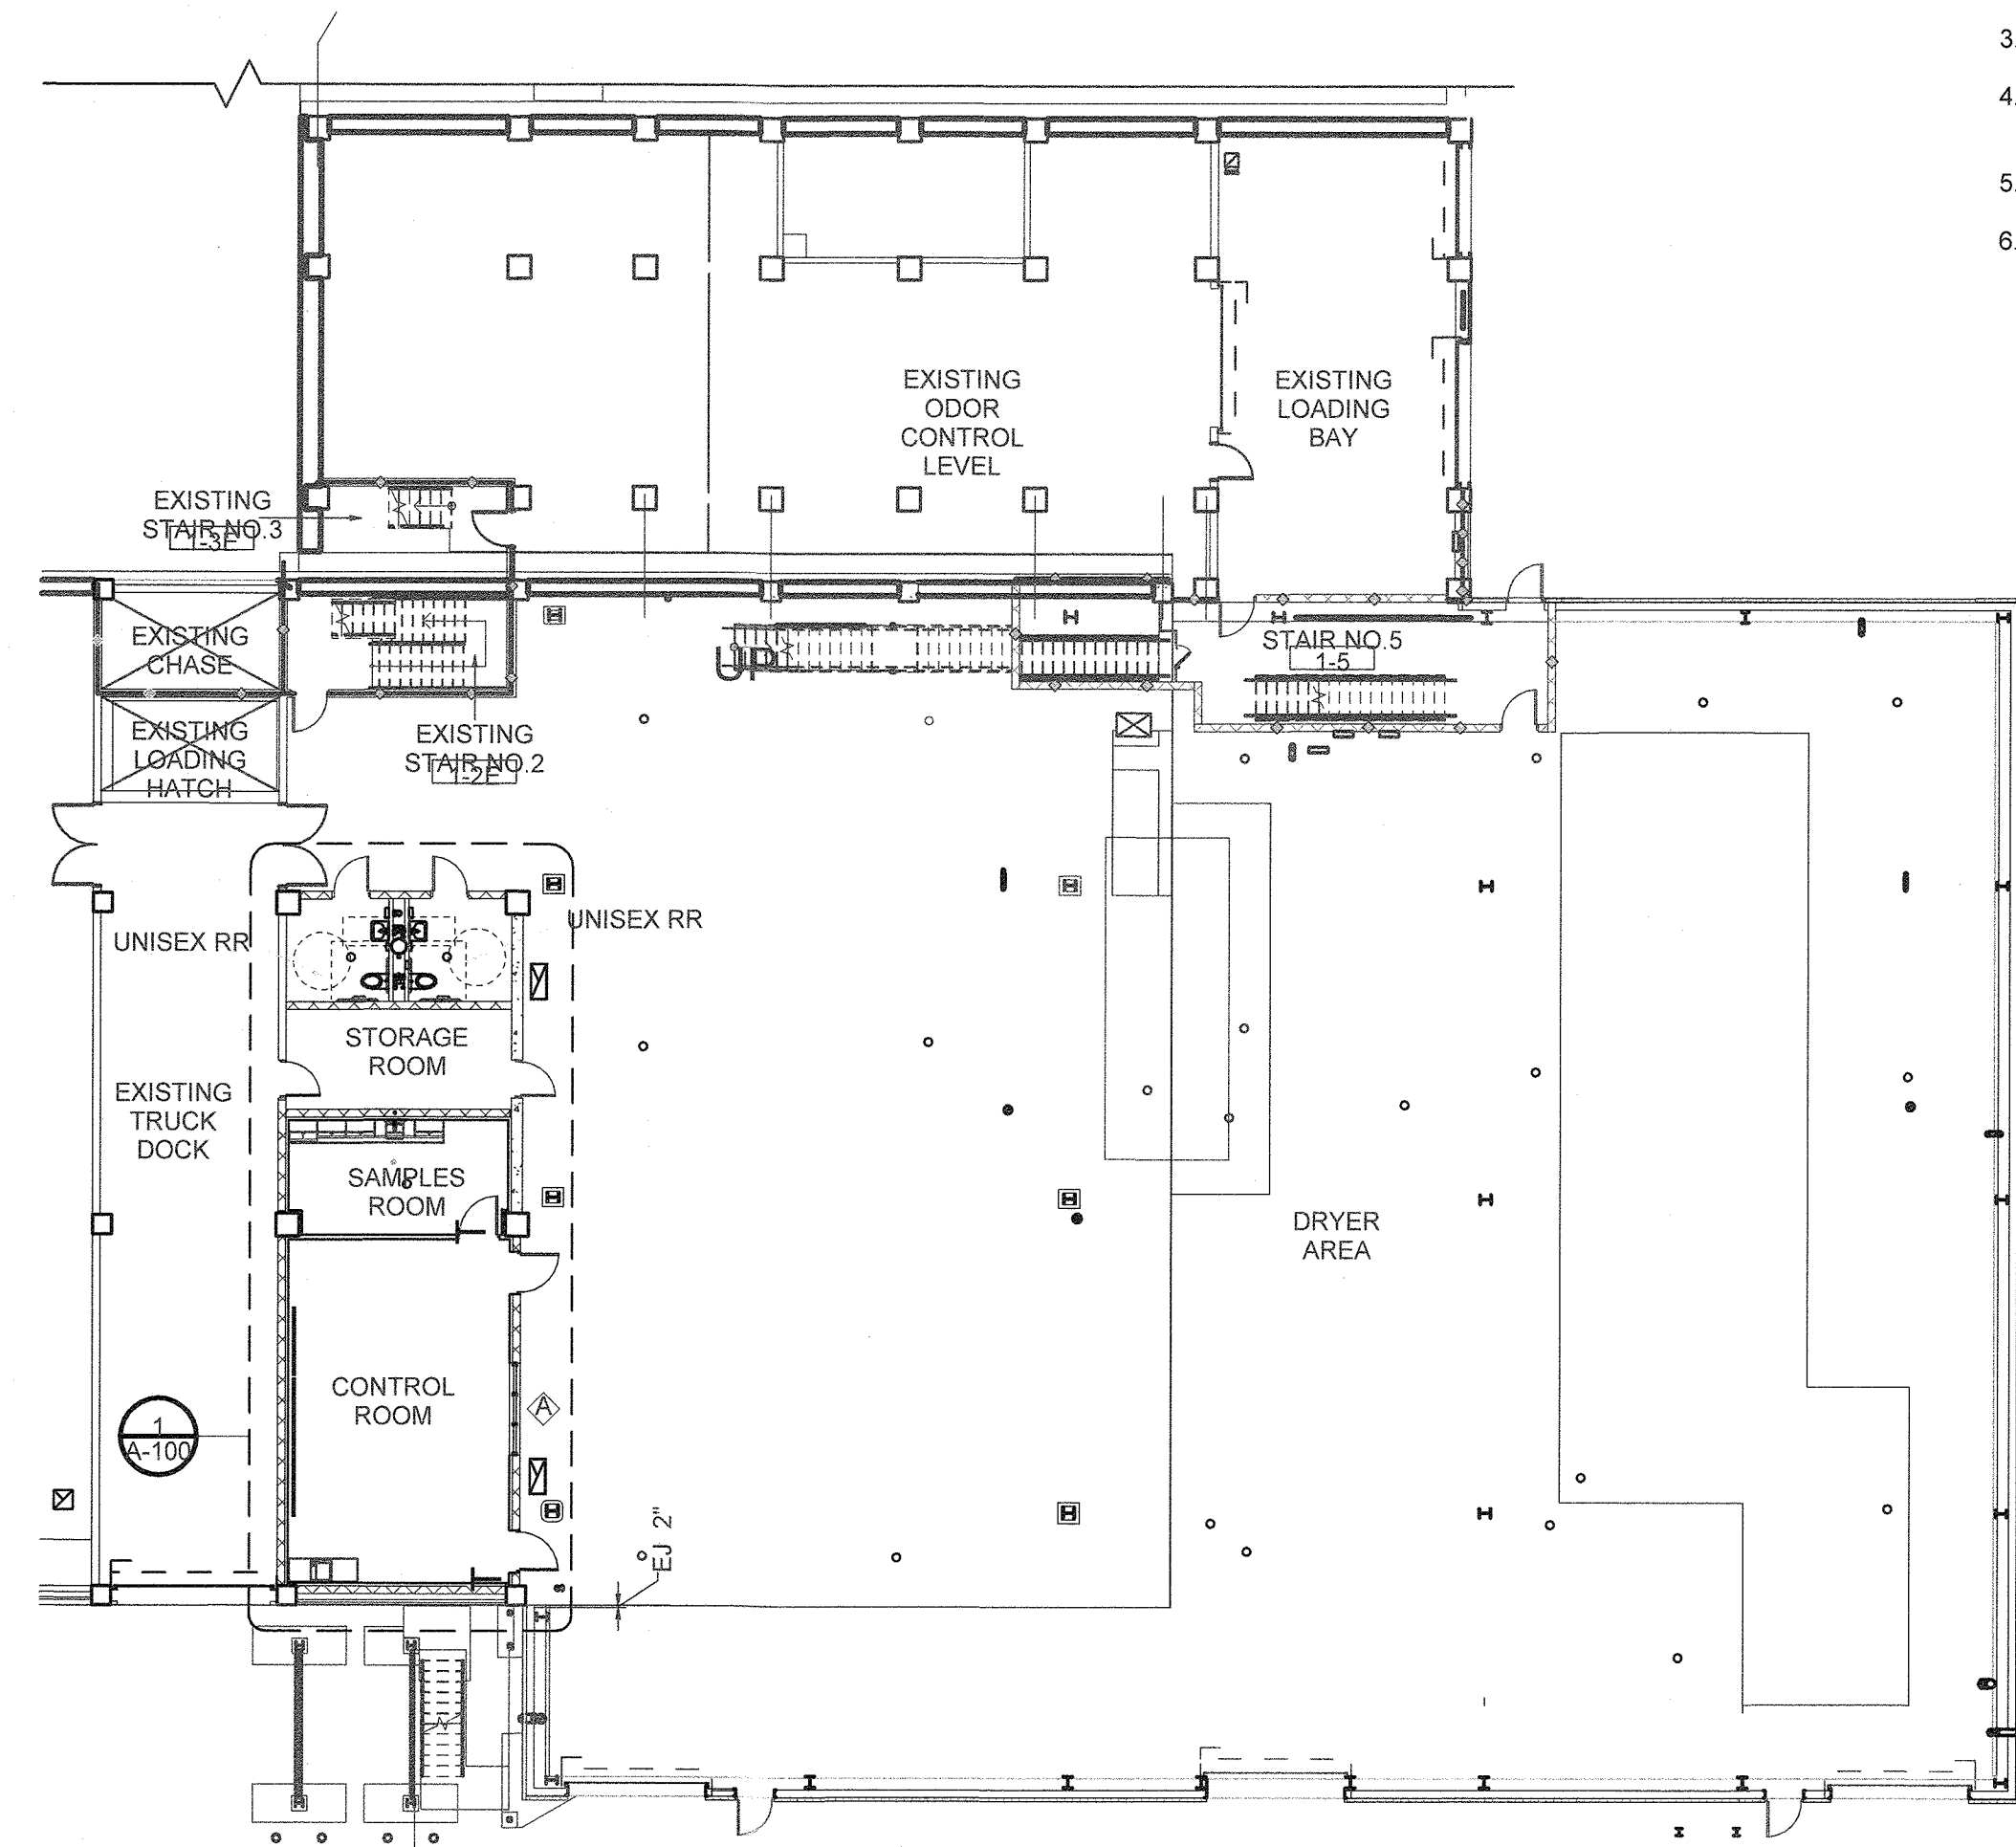 3.
4.
5.
6.
EXISTING
ODOR
CONTROL
LEVEL
EXISTING
LOADING
BAY
EXISTING
STAIR NO.3
1-3E
EXISTING
CHASE
EXISTING
LOADING
HATCH
EXISTING
STAIR NO.2
1-2E
UP
STAIR NO.5
1-5
UNISEX RR
UNISEX RR
STORAGE
ROOM
EXISTING
TRUCK
DOCK
SAMPLES
ROOM
DRYER
AREA
CONTROL
ROOM
A
1
A-100
EJ 2"